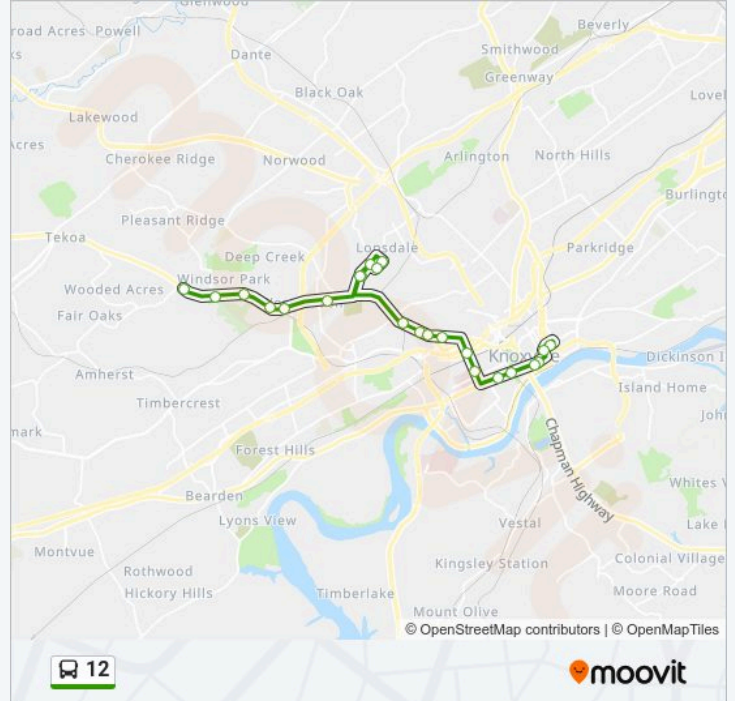 Glenwood
Beverly
road Acres Powell
Dante
Smithwood
Greenway
Black Oak
Lovel
Lakewood
Acres
Cherokee Ridge
Norwood
Arlington
North Hills
Burlingt
Pleasant Ridge
Tekoa
Lonsdale
Parkridge
Deep Creek
Windsor Park
Wooded Acres
Fair Oaks
Dickinson I
Amherst
Island Home
Timbercrest
John
mark
Chapman Highway
Forest Hills
Whites V
Bearden
Lyons View
Vestal
Lake
Montvue
Colonial Village
Rothwood
Kingsley Station
Hickory Hills
Timberlake
Moore Road
Mount Olive
© OpenStreetMap contributors | © OpenMapTiles
12
moovit